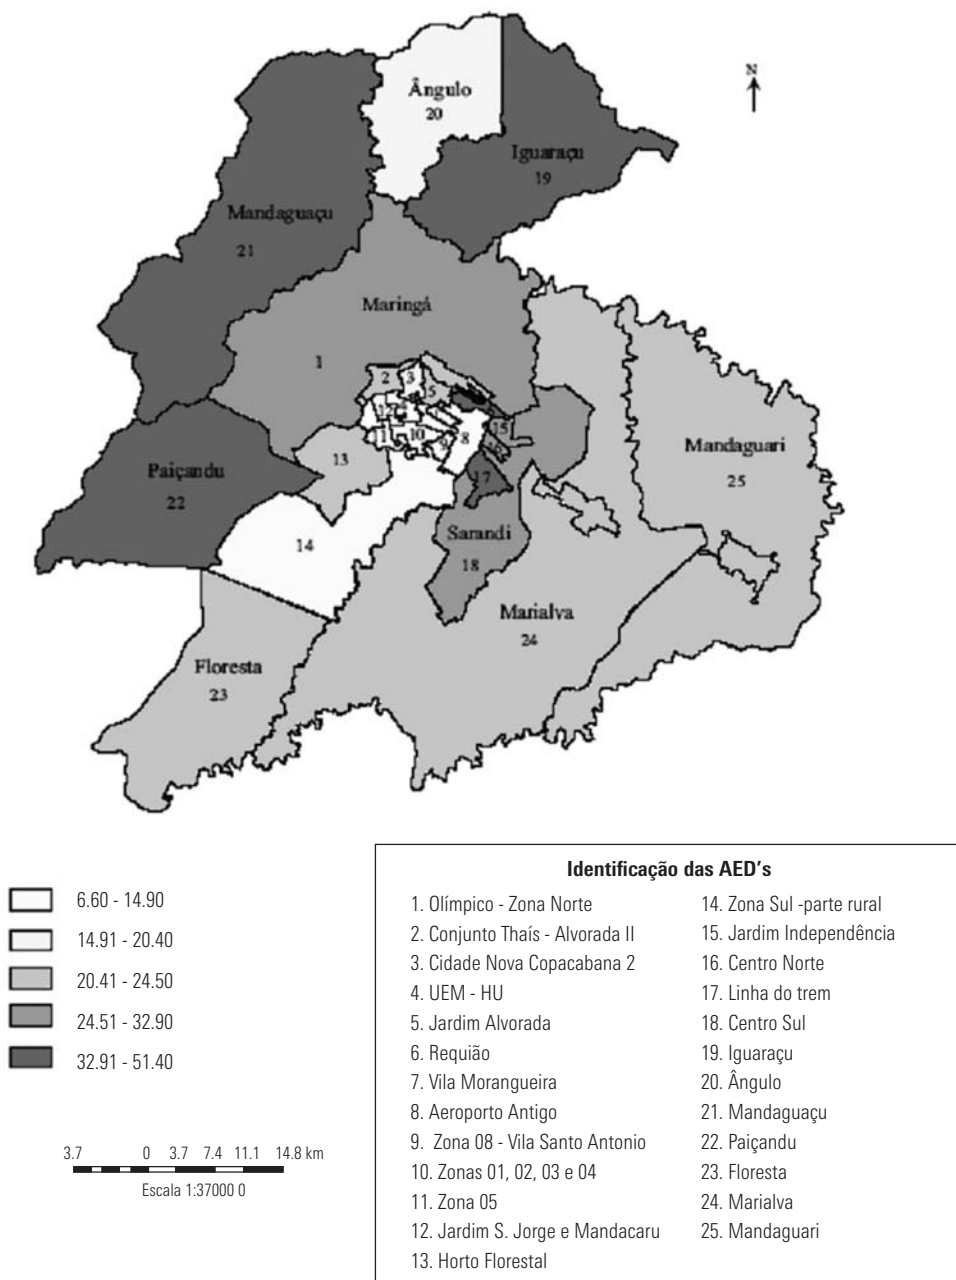 N
Ângulo
20
Iguaraçu
19
Mandaguaçu
21
Maringá
1
2
3
5
12
1
10
9
8
15
16
13
Mandaguari
25
Paiçandu
22
17
14
Sarandi
18
Marialva
24
Floresta
23
6.60 - 14.90
14.91 - 20.40
20.41 - 24.50
24.51 - 32.90
32.91 - 51.40
3.7 0 3.7 7.4 11.1 14.8 km
Escala 1:37000 0
Identificação das AED's
1. Olímpico - Zona Norte
2. Conjunto Thaís - Alvorada II
3. Cidade Nova Copacabana 2
4. UEM - HU
5. Jardim Alvorada
6. Requião
7. Vila Morangueira
8. Aeroporto Antigo
9. Zona 08 - Vila Santo Antonio
10. Zonas 01, 02, 03 e 04
11. Zona 05
12. Jardim S. Jorge e Mandacaru
13. Horto Florestal
14. Zona Sul -parte rural
15. Jardim Independência
16. Centro Norte
17. Linha do trem
18. Centro Sul
19. Iguaraçu
20. Ângulo
21. Mandaguaçu
22. Paiçandu
23. Floresta
24. Marialva
25. Mandaguari